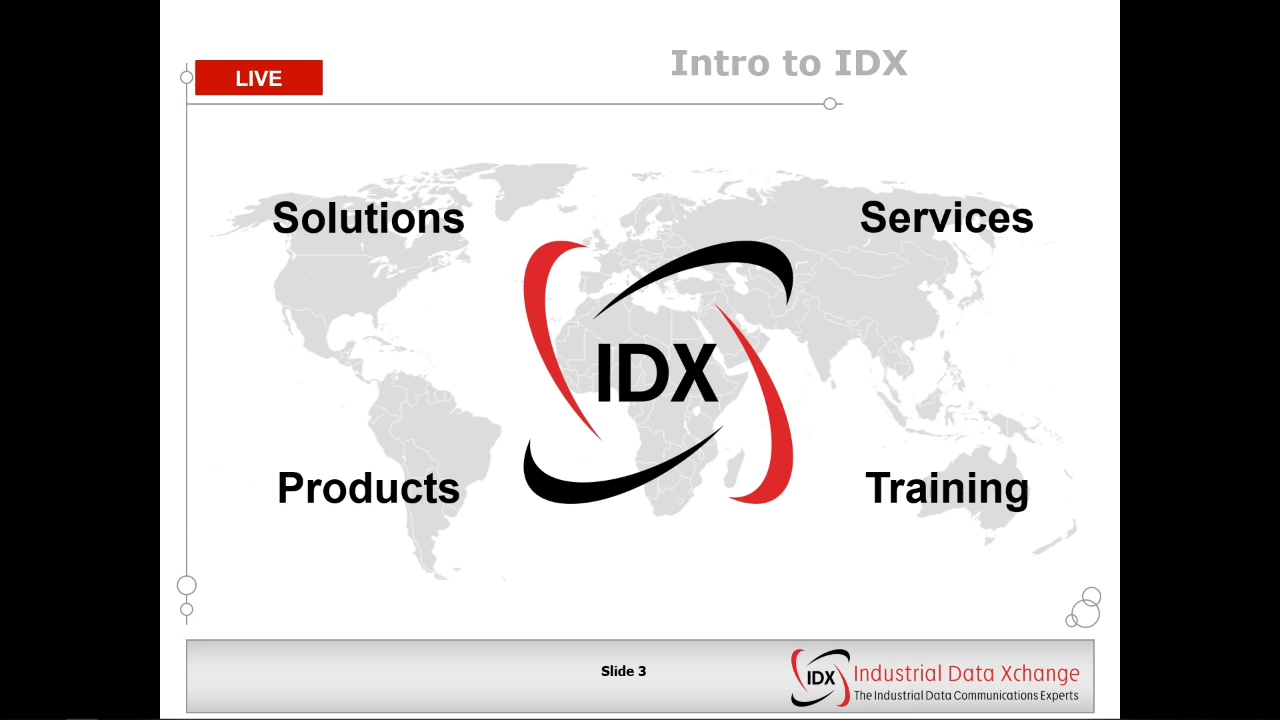 Intro to IDX
LIVE
Solutions
Services
IDX
Products
Training
Slide 3
IDX
Industrial Data Xchange
The Industrial Data Communications Experts